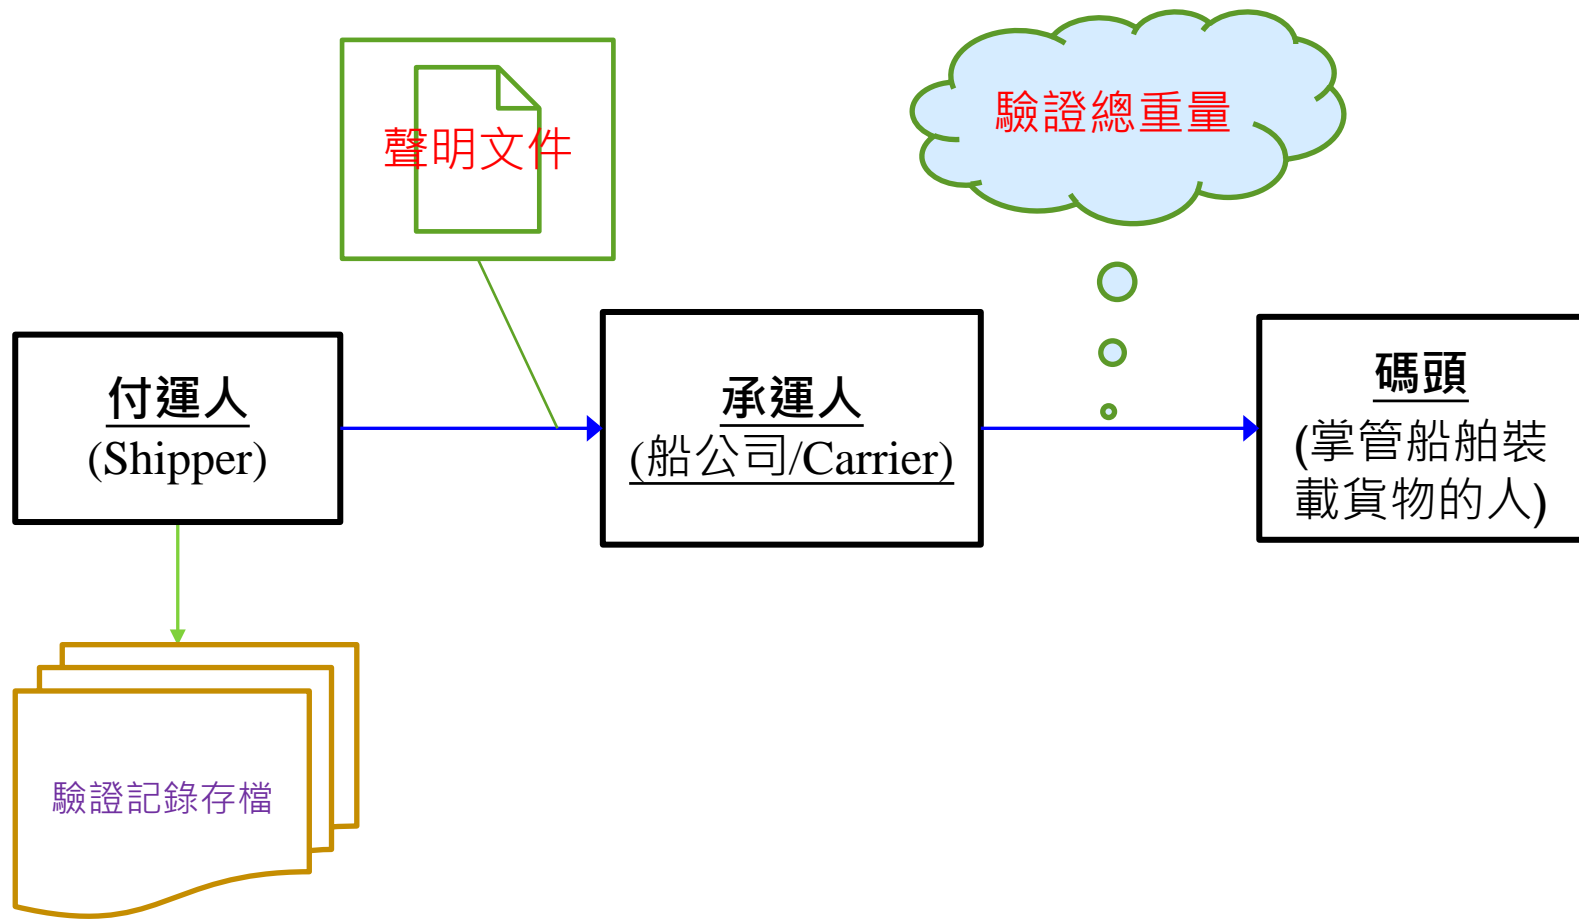 聲明文件
驗證總重量
付運人
(Shipper)
承運人
(船公司/Carrier)
碼頭
(掌管船舶裝
載貨物的人)
驗證記錄存檔